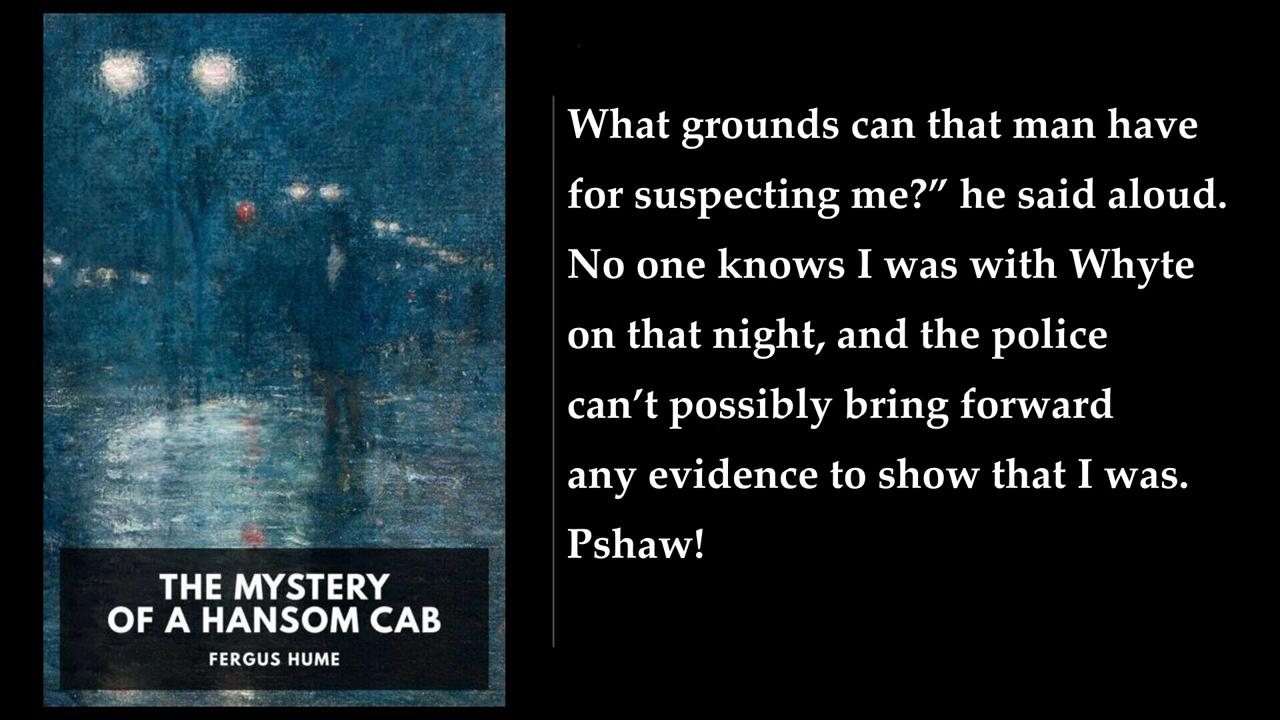 THE MYSTERY
OF A HANSOM CAB
FERGUS HUME
What grounds can that man have
for suspecting me?” he said aloud.
No one knows I was with Whyte
on that night, and the police
can’t possibly bring forward
any evidence to show that I was.
Pshaw!